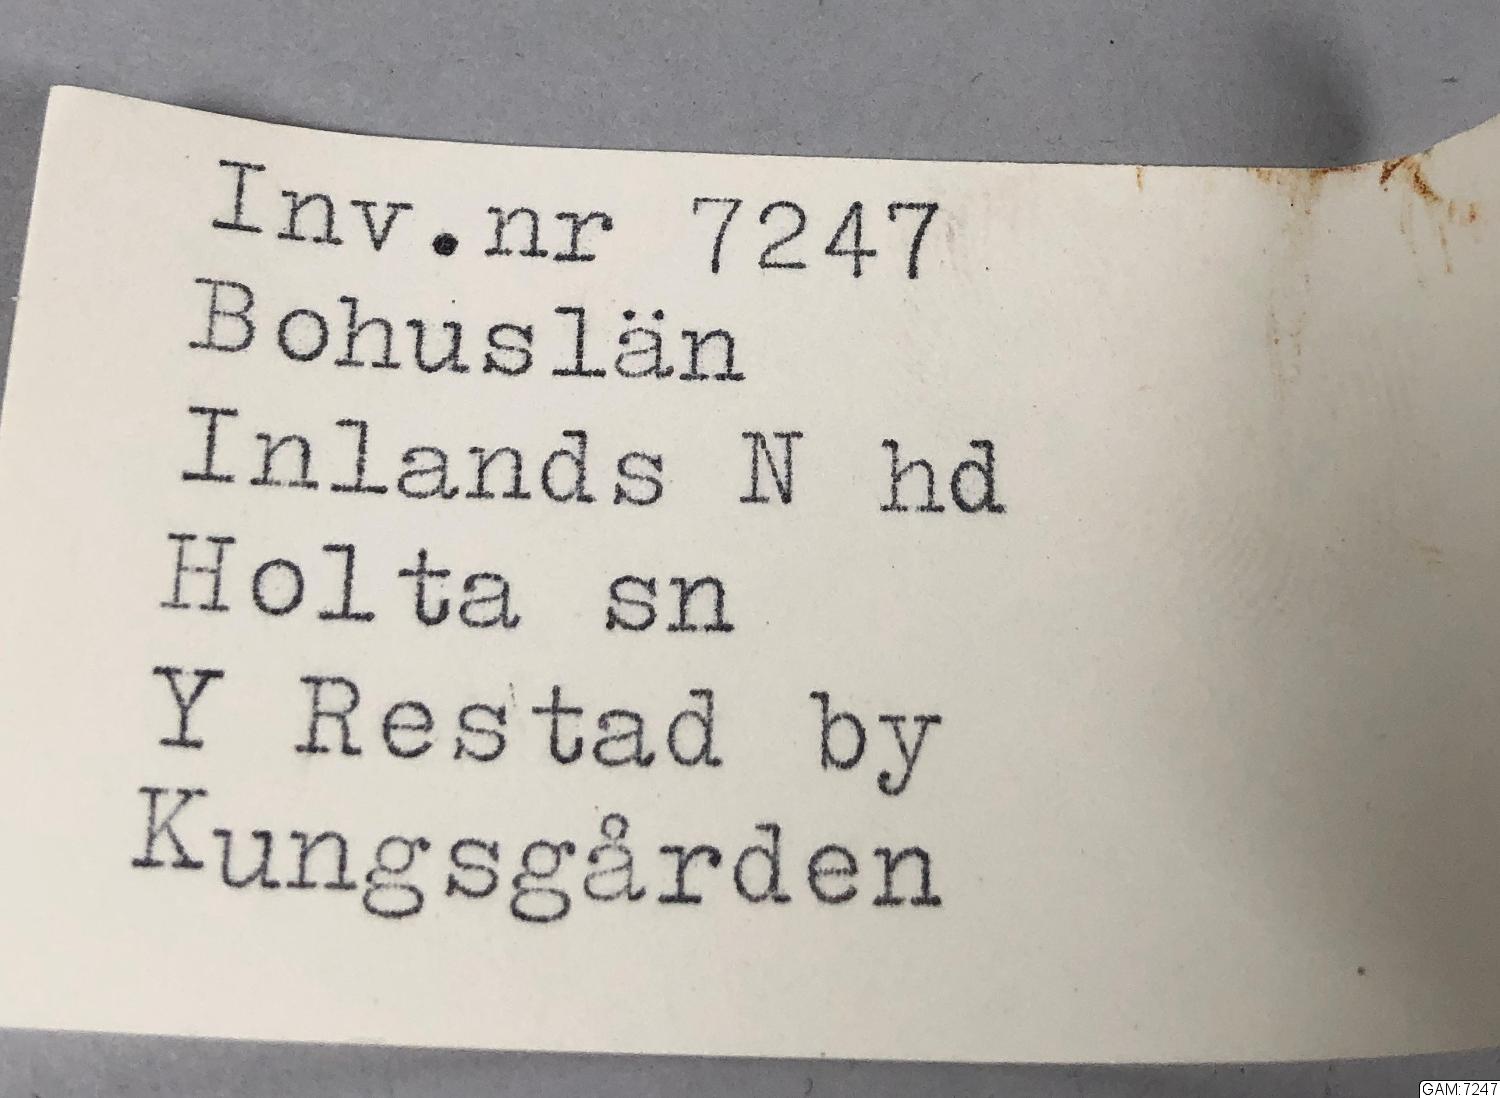 Inv.nr 7247
Bohuslän
Inlands N hd
Holta sn
Y Restad by
Kungsgården
GAM:7247